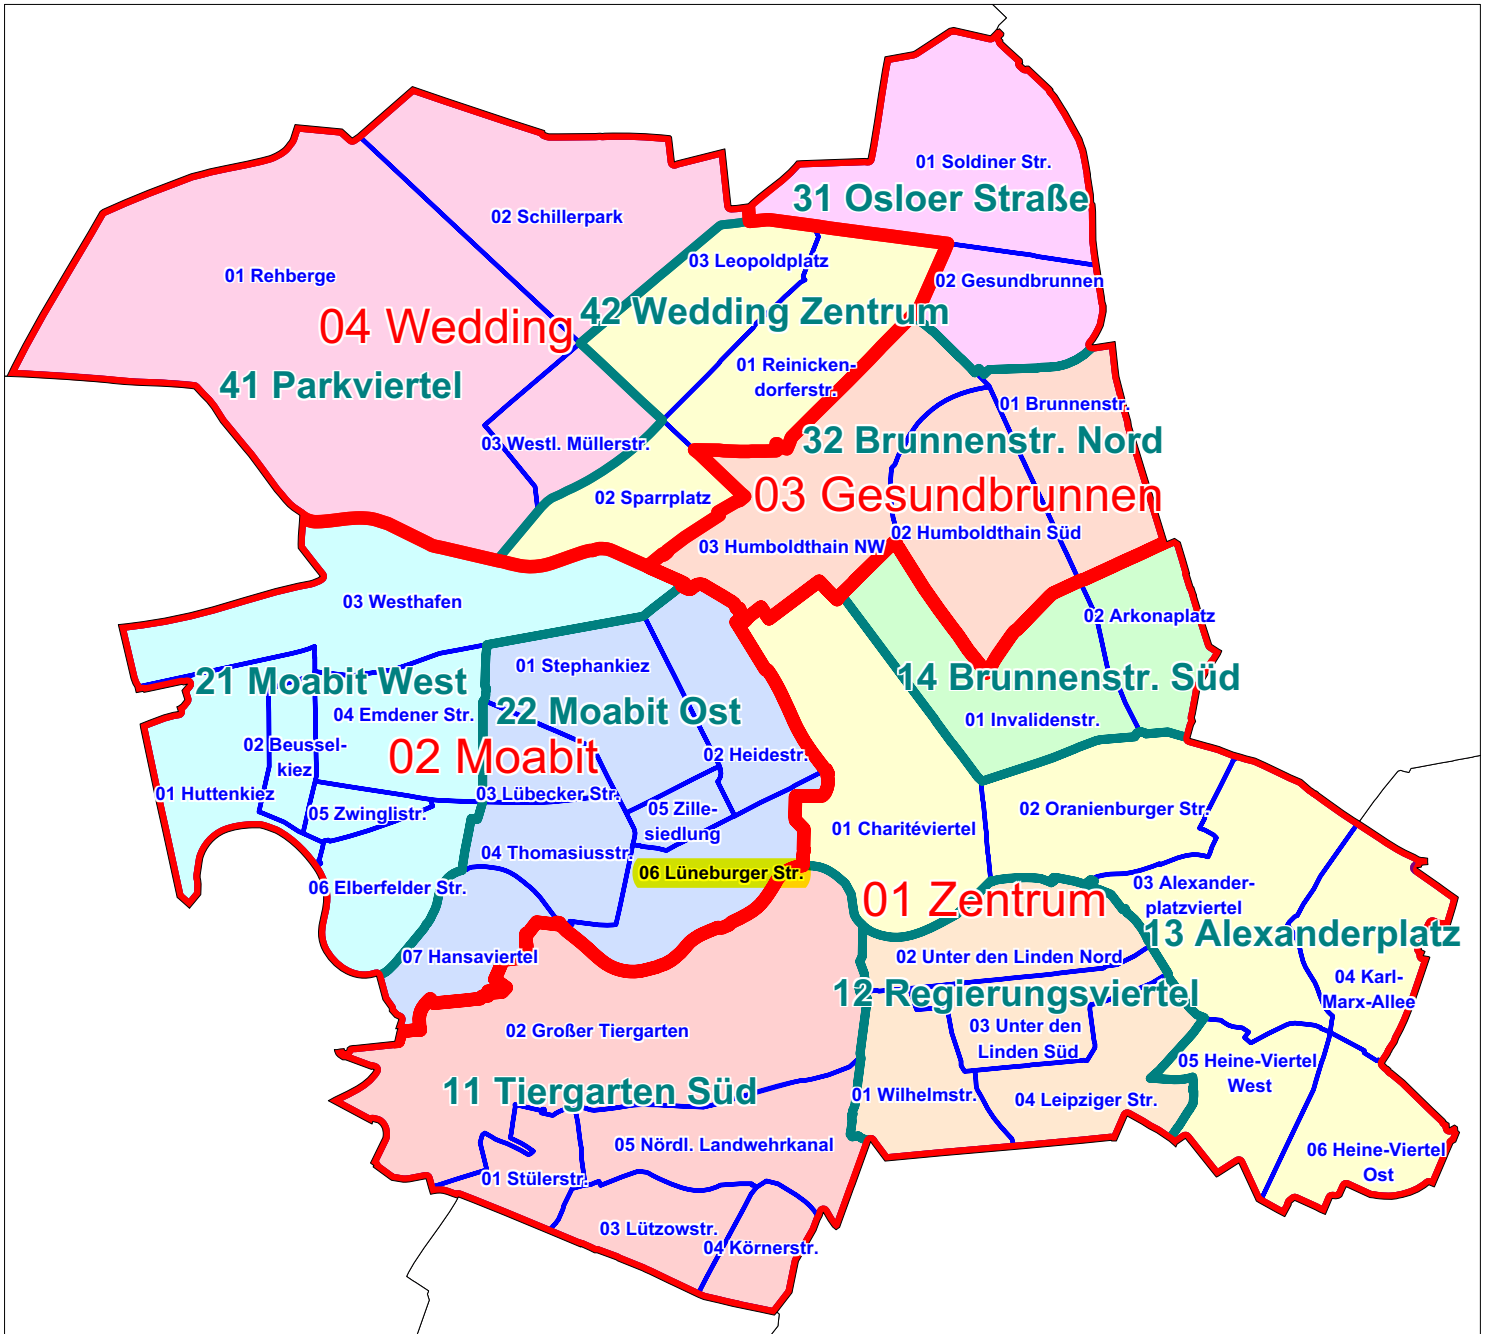 01 Soldiner Str.
31 Osloer Straße
02 Schillerpark
03 Leopoldplatz
01 Rehberge
02 Gesundbrunnen
04 Wedding
42 Wedding Zentrum
41 Parkviertel
01 Reinicken-
dorferstr.
01 Brunnenstr.
03 Westl. Müllerstr.
32 Brunnenstr. Nord
02 Sparrplatz
03 Gesundbrunnen
03 Humboldthain NW
02 Humboldthain Süd
03 Westhafen
02 Arkonaplatz
01 Stephankiez
21 Moabit West
14 Brunnenstr. Süd
04 Emdener Str.
22 Moabit Ost
01 Invalidenstr.
02 Beussel-
kiez
02 Moabit
02 Heidestr.
01 Huttenkiez
03 Lübecker Str.
05 Zwinglistr.
05 Zille-
siedlung
02 Oranienburger Str.
01 Charitéviertel
04 Thomasiusstr.
06 Lüneburger Str.
06 Elberfelder Str.
01 Zentrum
03 Alexander-
platzviertel
13 Alexanderplatz
07 Hansaviertel
02 Unter den Linden Nord
04 Karl-
Marx-Allee
12 Regierungsviertel
02 Großer Tiergarten
03 Unter den
Linden Süd
05 Heine-Viertel
West
11 Tiergarten Süd
01 Wilhelmstr.
04 Leipziger Str.
05 Nördl. Landwehrkanal
06 Heine-Viertel
Ost
01 Stülerstr.
03 Lützowstr.
04 Körnerstr.